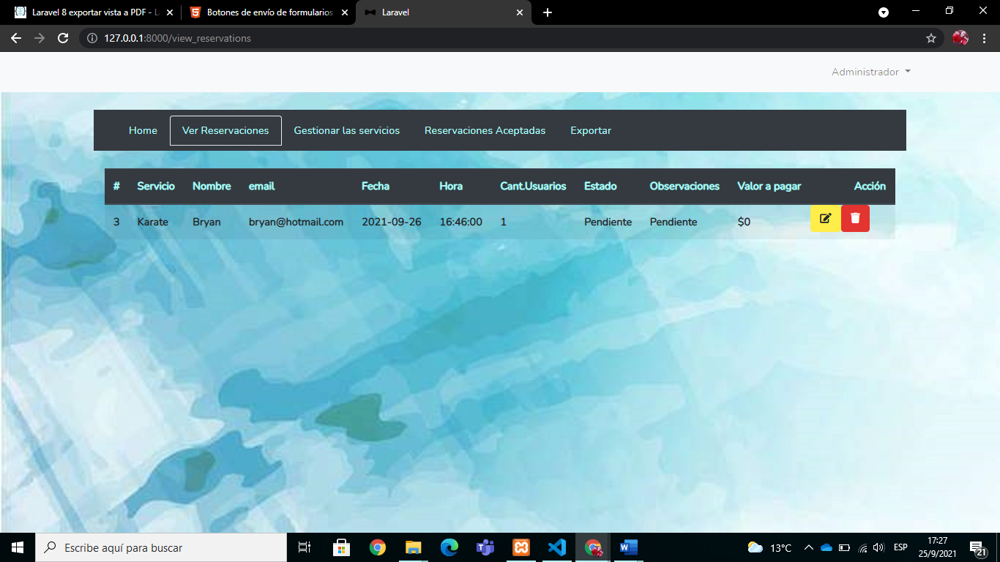 Laravel 8 exportar vista a PDF - La
Botones de envío de formularios
Laravel
127.0.0.1:8000/view_reservations
Administrador
Home Ver Reservaciones Gestionar las servicios Reservaciones Aceptadas Exportar
# Servicio Nombre email Fecha Hora Cant.Usuarios Estado Observaciones Valor a pagar Acción
3 Karate Bryan bryan@hotmail.com 2021-09-26 16:46:00 1 Pendiente Pendiente $0
Escribe aquí para buscar
13°C
ESP
17:27
25/9/2021
21